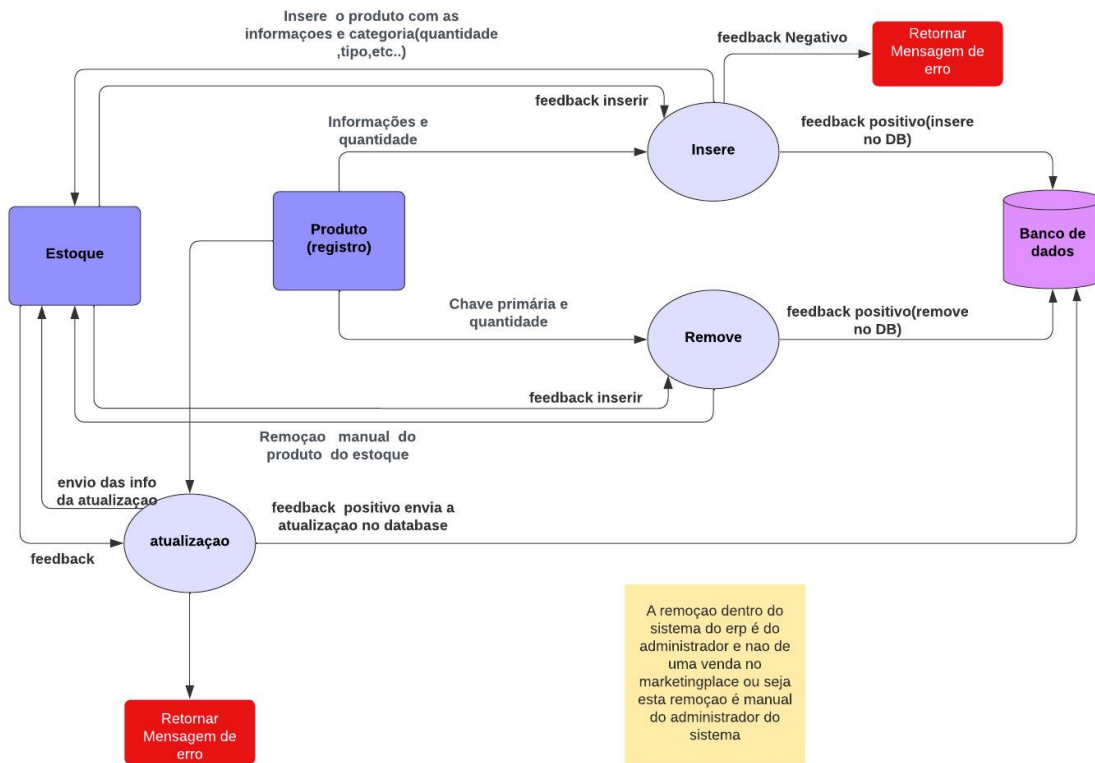 Insere o produto com as
informaçoes e categoria(quantidade
,tipo,etc..)
feedback Negativo
Retornar
Mensagem de
erro
feedback inserir
Informações e
quantidade
Insere
feedback positivo(insere
no DB)
Estoque
Produto
(registro)
Banco de
dados
Chave primária e
quantidade
Remove
feedback positivo(remove
no DB)
feedback inserir
Remoçao manual do
produto do estoque
envio das info
da atualizaçao
feedback positivo envia a
atualizaçao no database
atualizaçao
feedback
A remoçao dentro do
sistema do erp é do
administrador e nao de
uma venda no
marketingplace ou seja
esta remoçao é manual
do administrador do
sistema
Retornar
Mensagem de
erro